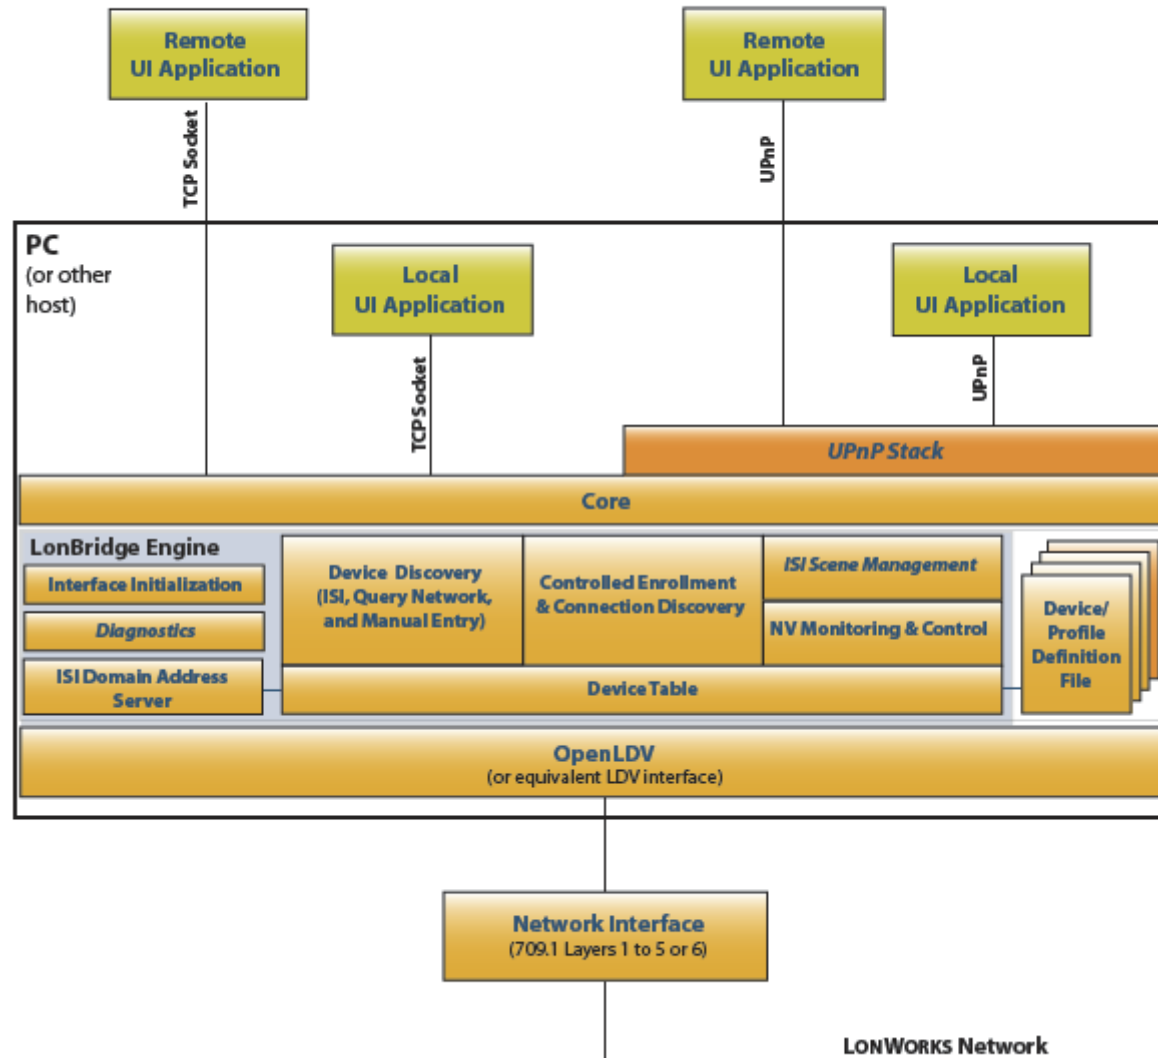 Remote
UI Application
Remote
UI Application
TCP Socket
UPnP
PC
(or other
host)
Local
UI Application
Local
UI Application
TCP Socket
UPnP
UPnP Stack
Core
LonBridge Engine
Interface Initialization
Diagnostics
ISI Domain Address
Server
Device Discovery
(ISI, Query Network,
and Manual Entry)
Controlled Enrollment
& Connection Discovery
ISI Scene Management
NV Monitoring & Control
Device Table
Device/
Profile
Definition
File
OpenLDV
(or equivalent LDV interface)
Network Interface
(709.1 Layers 1 to 5 or 6)
LONWORKS Network